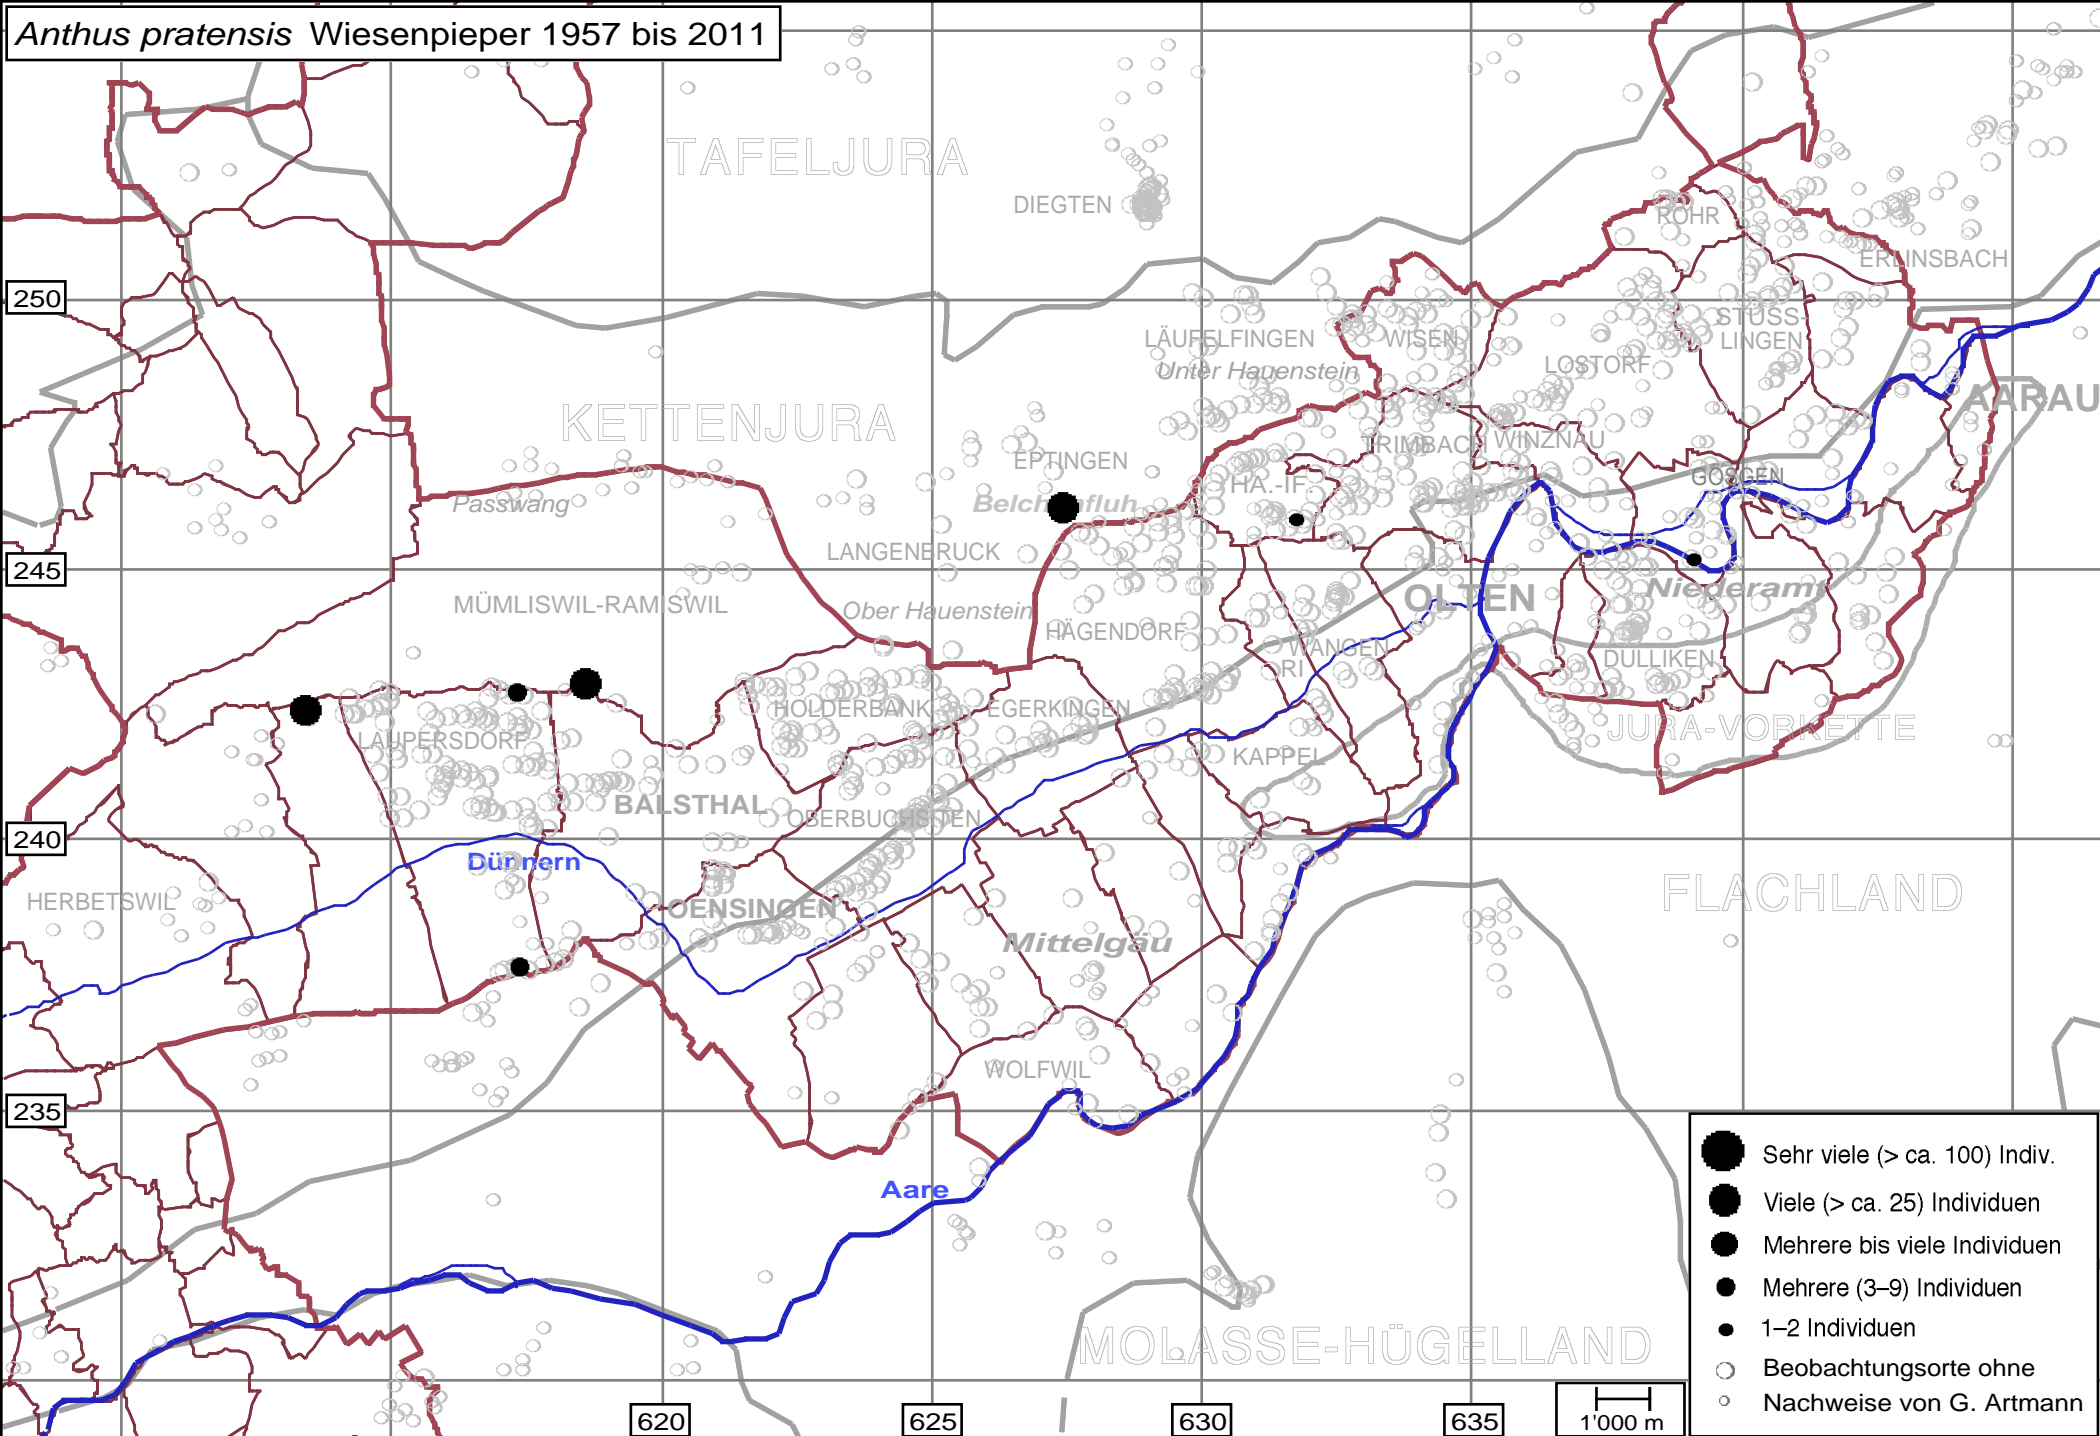 Anthus pratensis Wiesenpieper 1957 bis 2011
TAFELJURA
DIEGTEN
ROHR
ERLINSBACH
250
LÄUFELFINGEN
WISEN
STÜSS-
LINGEN
Unter Hauenstein
LOSTORF
AARAU
KETTENJURA
TRIMBACH
WINZNAU
EPTINGEN
GÖSGEN
HA.-IF.
Passwang
Belchenfluh
LANGENBRUCK
245
Niederamt
MÜMLISWIL-RAMISWIL
OLTEN
Ober Hauenstein
HÄGENDORF
WANGEN
RI
DULLIKEN
HOLDERBANK
EGERKINGEN
LAUPERSDORF
JURA-VORKETTE
KAPPEL
BALSTHAL
OBERBUCHSITEN
240
Dünnern
FLACHLAND
HERBETSWIL
OENSINGEN
Mittelgäu
WOLFWIL
235
Aare
MOLASSE-HÜGELLAND
Sehr viele (> ca. 100) Indiv.
Viele (> ca. 25) Individuen
Mehrere bis viele Individuen
Mehrere (3–9) Individuen
1–2 Individuen
Beobachtungsorte ohne
Nachweise von G. Artmann
620
625
630
635
1'000 m